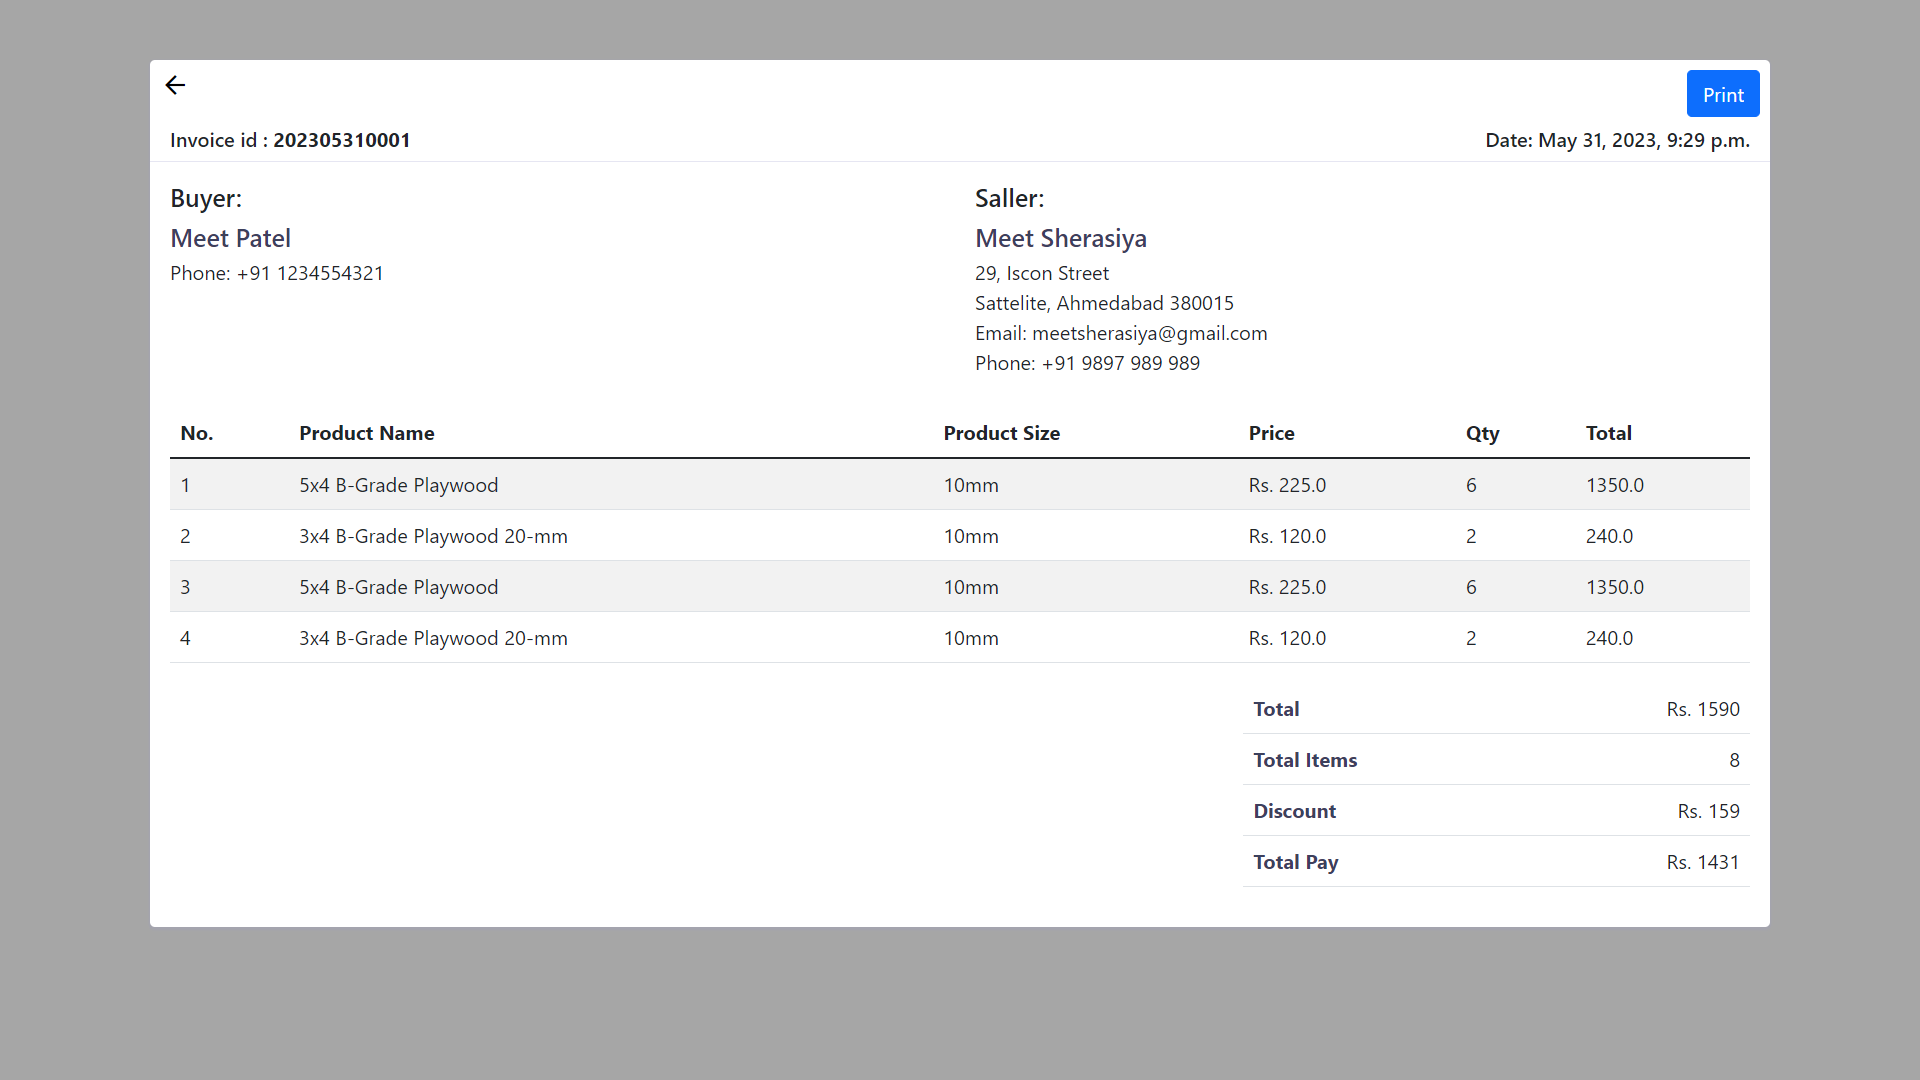 Print
Invoice id : 202305310001
Date: May 31, 2023, 9:29 p.m.
Buyer:
Meet Patel
Phone: +91 1234554321
Saller:
Meet Sherasiya
29, Iscon Street
Sattelite, Ahmedabad 380015
Email: meetsherasiya@gmail.com
Phone: +91 9897 989 989
No. Product Name Product Size Price Qty Total
1 5x4 B-Grade Playwood 10mm Rs. 225.0 6 1350.0
2 3x4 B-Grade Playwood 20-mm 10mm Rs. 120.0 2 240.0
3 5x4 B-Grade Playwood 10mm Rs. 225.0 6 1350.0
4 3x4 B-Grade Playwood 20-mm 10mm Rs. 120.0 2 240.0
Total Rs. 1590
Total Items 8
Discount Rs. 159
Total Pay Rs. 1431